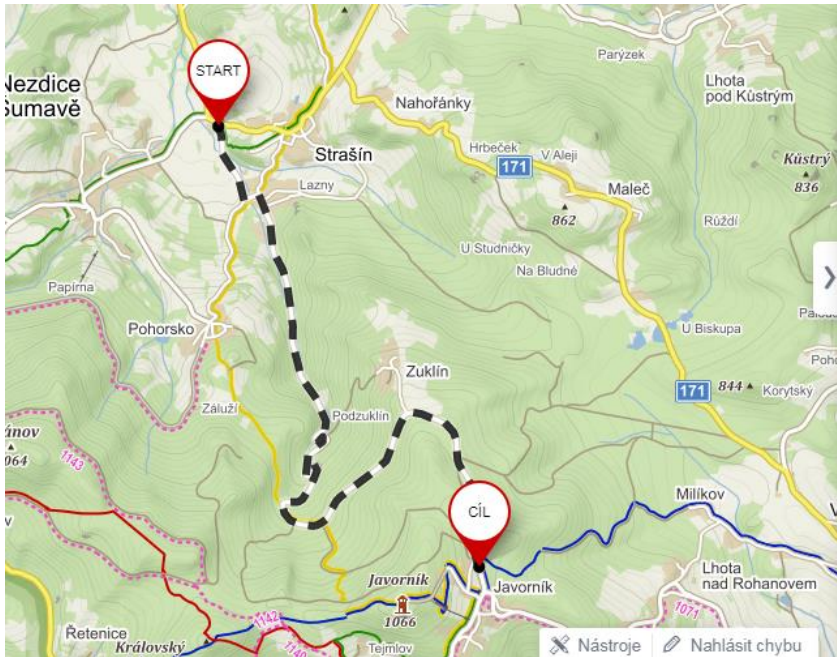 START
Nezdice
Šumavě
Strašín
Lazny
Nahořánky
Parýzek
Lhota
pod Kůstrým
Hrbeček
V Aleji
171
Maleč
Kůstrý
836
862
U Studničky
Růždí
Na Bludné
Papírna
Pohorsko
U Biskupa
Zuklín
171
844
Korytský
Záluží
Podzuklín
1064
1143
CÍL
Milíkov
Javorník
1066
Javorník
Lhota
nad Rohanovem
1071
1142
1140
Řetenice
Královský
Tejmlov
Nástroje
Nahlásit chybu